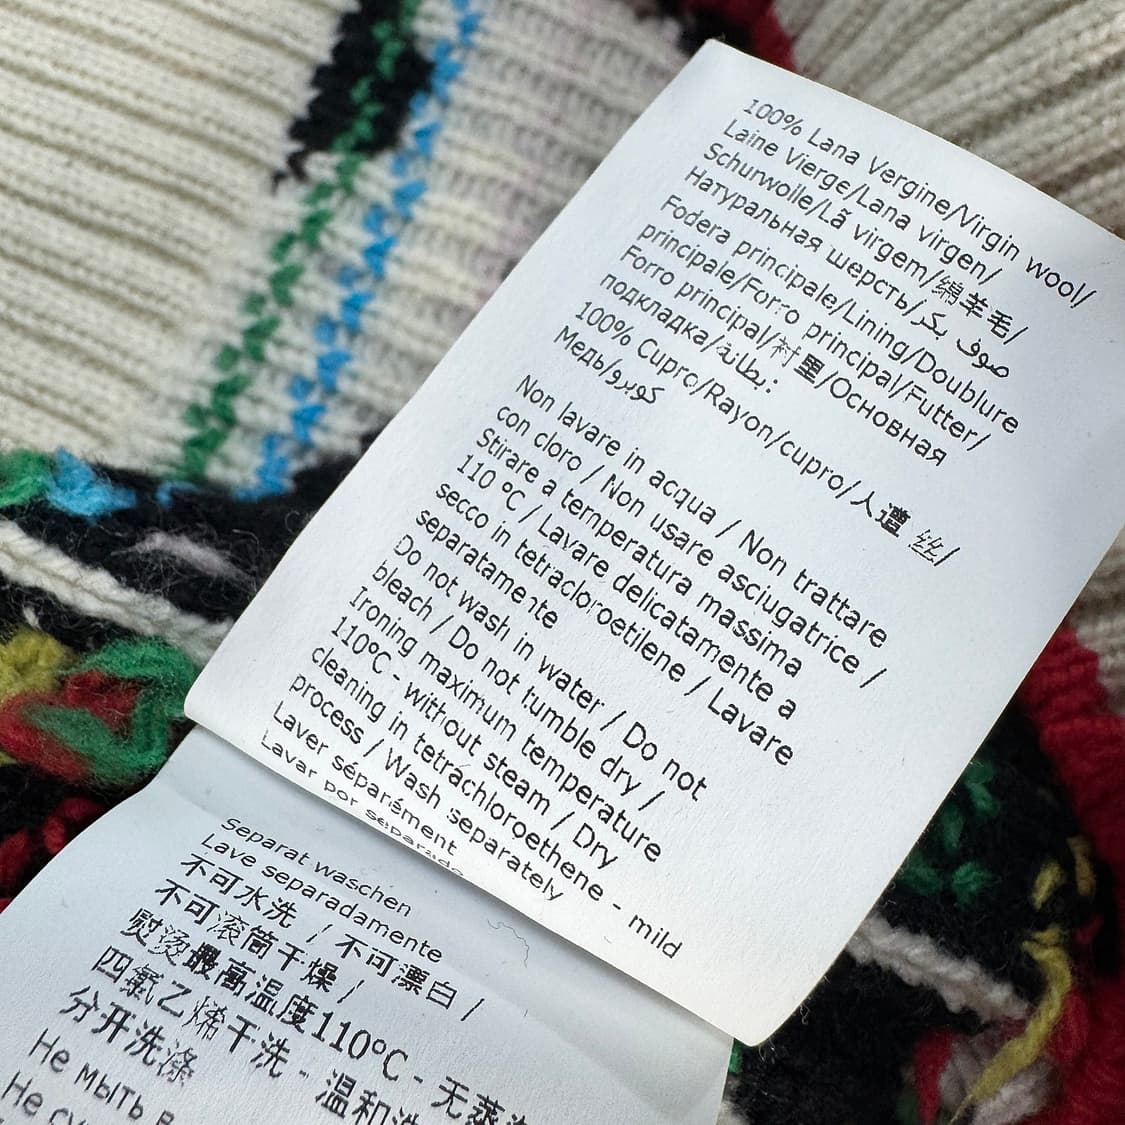 100% Lana Vergine/Virgin wool/
Laine Vierge/Lana virgen/
Schurwolle/Lã virgem/绵羊毛/
Натуральная шерсть/صوف بكر
Fodera principale/Lining/Doublure
principale/Forro principal/Futter/
Forro principal/衬里/Основная
подкладка/بطانة:
100% Cupro/Rayon/cupro/人遭 丝/
Медь/كوبرو
Non lavare in acqua / Non trattare
con cloro / Non usare asciugatrice /
Stirare a temperatura massima
110 °C / Lavare delicatamente a
secco in tetracloroetilene / Lavare
separatamente
Do not wash in water / Do not
bleach / Do not tumble dry /
Ironing maximum temperature
110°C - without steam / Dry
cleaning in tetrachloroethene - mild
process / Wash separately
Laver séparément
Lavar por separado
Separat waschen
Lave separadamente
不可水洗 / 不可漂白 /
不可滚筒干燥 /
熨烫最高温度110°C - 无蒸
四氯乙烯干洗 - 温和洗
分开洗涤
Не мыть в
Не су